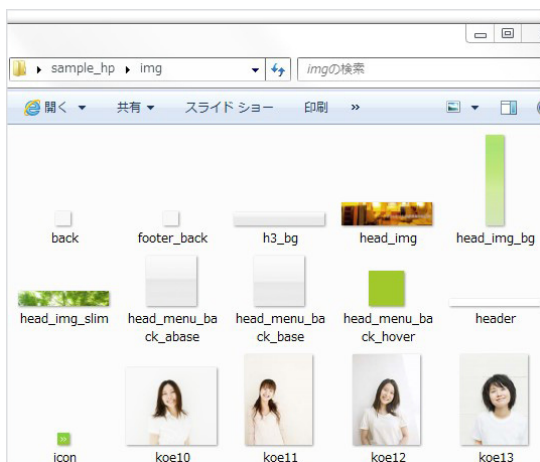 sample_hp ▸ img
imgの検索
開く 共有 スライド ショー 印刷 »
back footer_back h3_bg head_img head_img_bg
head_img_slim head_menu_ba head_menu_ba head_menu_ba header
ck_abase ck_base ck_hover
icon koe10 koe11 koe12 koe13